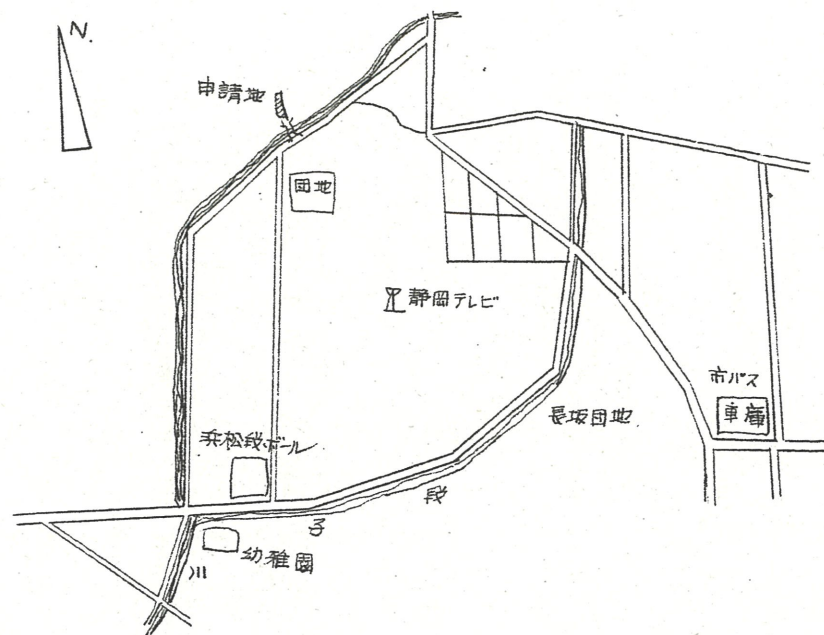 N.
申請地
団地
静岡テレビ
市バス
車庫
長坂団地
浜松段ボール
段
子
川
幼稚園